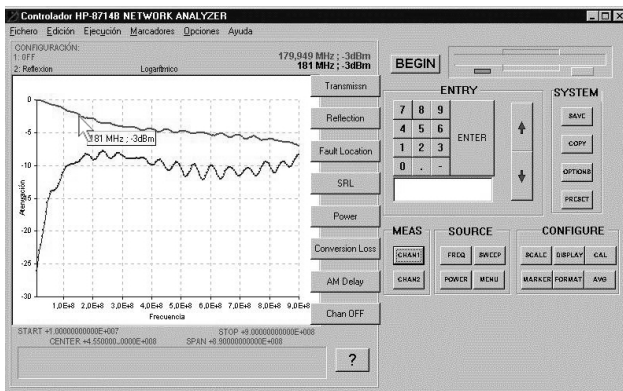 Controlador HP-8714B NETWORK ANALYZER
Fichero Edición Ejecución Marcadores Opciones Ayuda
CONFIGURACIÓN:
1: OFF
179,949 MHz ; -3dBm
2: Reflexion Logarítmico 181 MHz ; -3dBm
0
-5
-10
-15
-20
-25
-30
181 MHz ; -3dBm
Atenuación
1,0E+8 2,0E+8 3,0E+8 4,0E+8 5,0E+8 6,0E+8 7,0E+8 8,0E+8 9,0E+8
Frecuencia
START +1.00000000000E+007 STOP +9.00000000000E+008
CENTER +4.550000..0000E+008 SPAN +8.90000000000E+008
?
Transmissn
Reflection
Fault Location
SRL
Power
Conversion Loss
AM Delay
Chan OFF
BEGIN
ENTRY
7 8 9
4 5 6
1 2 3
0 . -
ENTER
SYSTEM
SAVE
COPY
OPTIONS
PRESET
MEAS
CHAN1
CHAN2
SOURCE
FREQ SWEEP
POWER MENU
CONFIGURE
SCALE DISPLAY CAL
MARKER FORMAT AVG